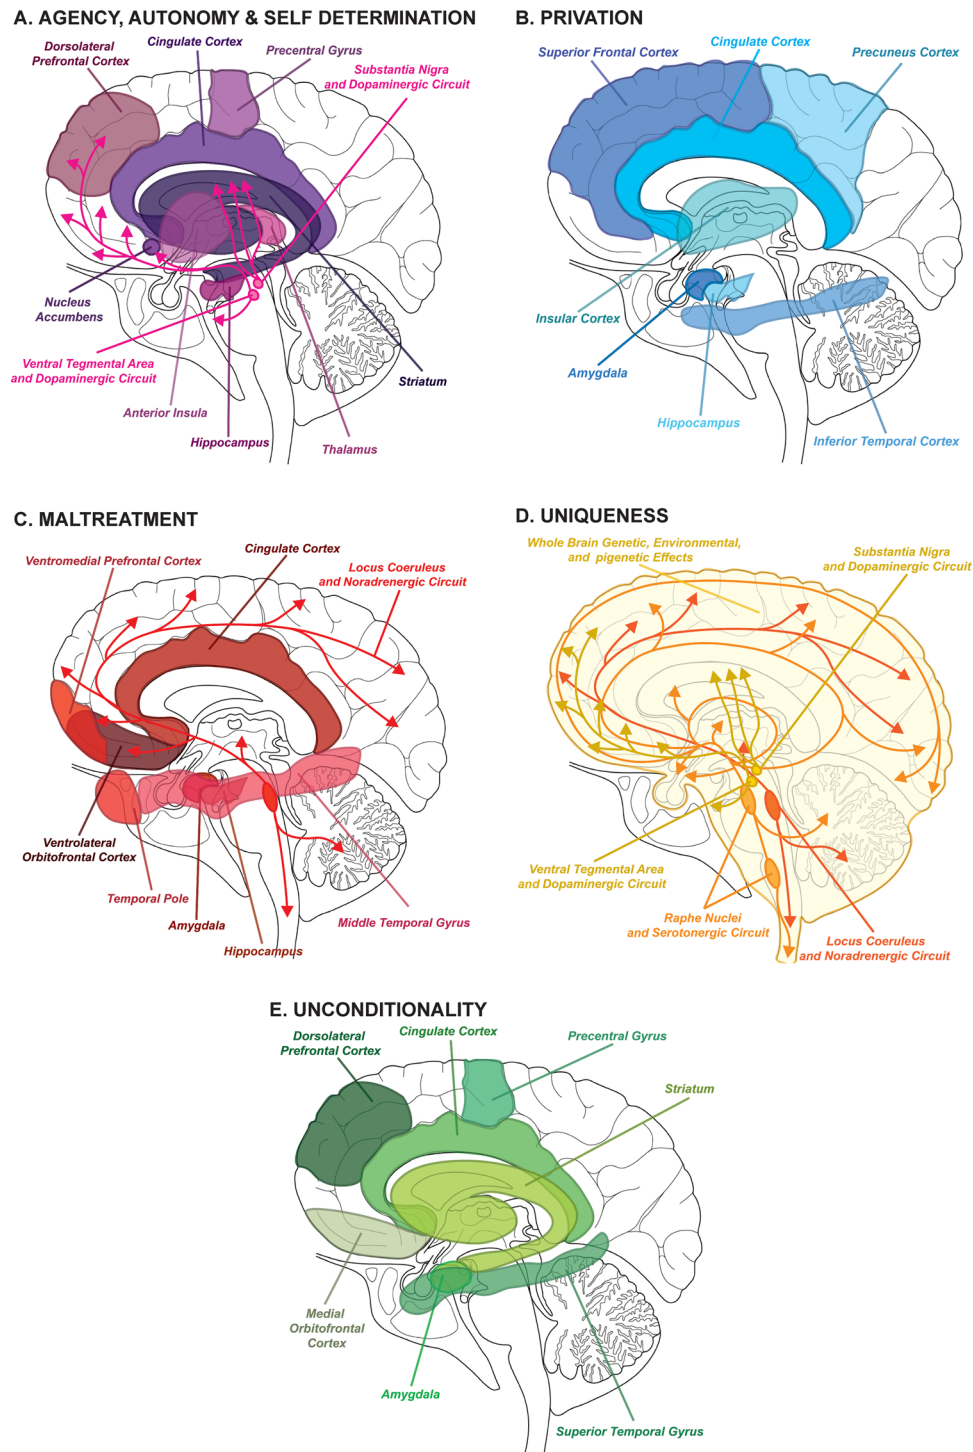 A. AGENCY, AUTONOMY & SELF DETERMINATION
Dorsolateral
Prefrontal Cortex
Cingulate Cortex
Precentral Gyrus
Substantia Nigra
and Dopaminergic Circuit
Nucleus
Accumbens
Ventral Tegmental Area
and Dopaminergic Circuit
Anterior Insula
Hippocampus
Thalamus
Striatum
B. PRIVATION
Superior Frontal Cortex
Cingulate Cortex
Precuneus Cortex
Insular Cortex
Amygdala
Hippocampus
Inferior Temporal Cortex
C. MALTREATMENT
Ventromedial Prefrontal Cortex
Cingulate Cortex
Locus Coeruleus
and Noradrenergic Circuit
Ventrolateral
Orbitofrontal Cortex
Temporal Pole
Amygdala
Hippocampus
Middle Temporal Gyrus
D. UNIQUENESS
Whole Brain Genetic, Environmental,
and  pigenetic Effects
Substantia Nigra
and Dopaminergic Circuit
Ventral Tegmental Area
and Dopaminergic Circuit
Raphe Nuclei
and Serotonergic Circuit
Locus Coeruleus
and Noradrenergic Circuit
E. UNCONDITIONALITY
Dorsolateral
Prefrontal Cortex
Cingulate Cortex
Precentral Gyrus
Striatum
Medial
Orbitofrontal
Cortex
Amygdala
Superior Temporal Gyrus